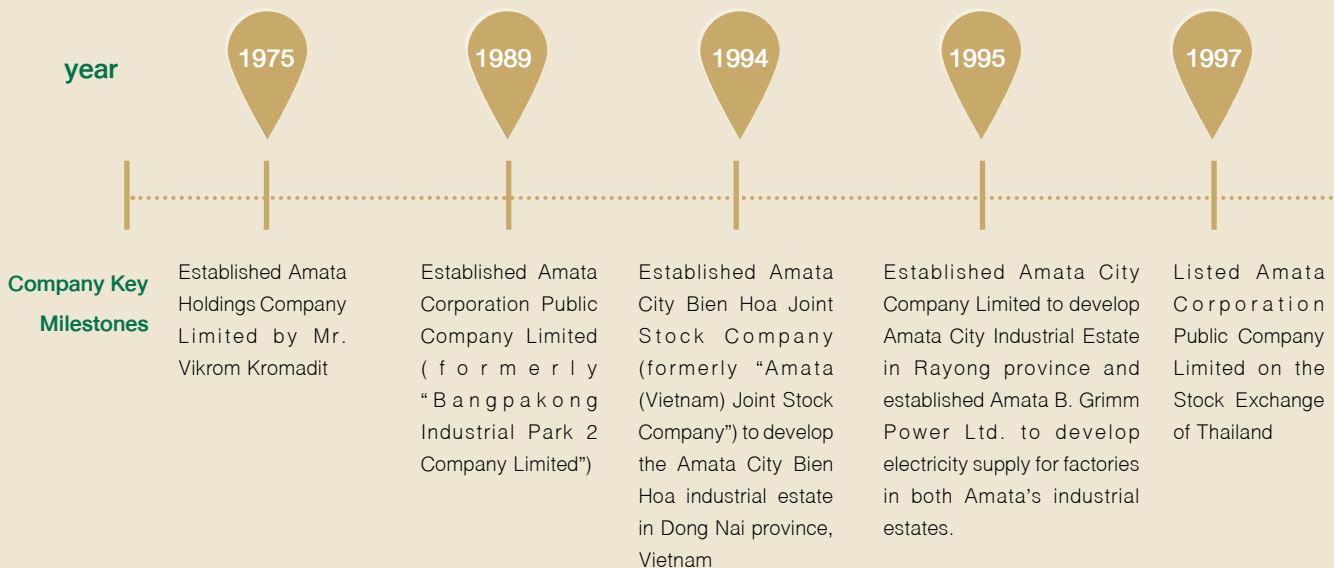 year
1975
1989
1994
1995
1997
Company Key
Milestones
Established Amata
Holdings Company
Limited by Mr.
Vikrom Kromadit
Established Amata
Corporation Public
Company Limited
(formerly
“Bangpakong
Industrial Park 2
Company Limited”)
Established Amata
City Bien Hoa Joint
Stock Company
(formerly “Amata
(Vietnam) Joint Stock
Company”) to develop
the Amata City Bien
Hoa industrial estate
in Dong Nai province,
Vietnam
Established Amata City
Company Limited to develop
Amata City Industrial Estate
in Rayong province and
established Amata B. Grimm
Power Ltd. to develop
electricity supply for factories
in both Amata’s industrial
estates.
Listed Amata
Corporation
Public Company
Limited on the
Stock Exchange
of Thailand